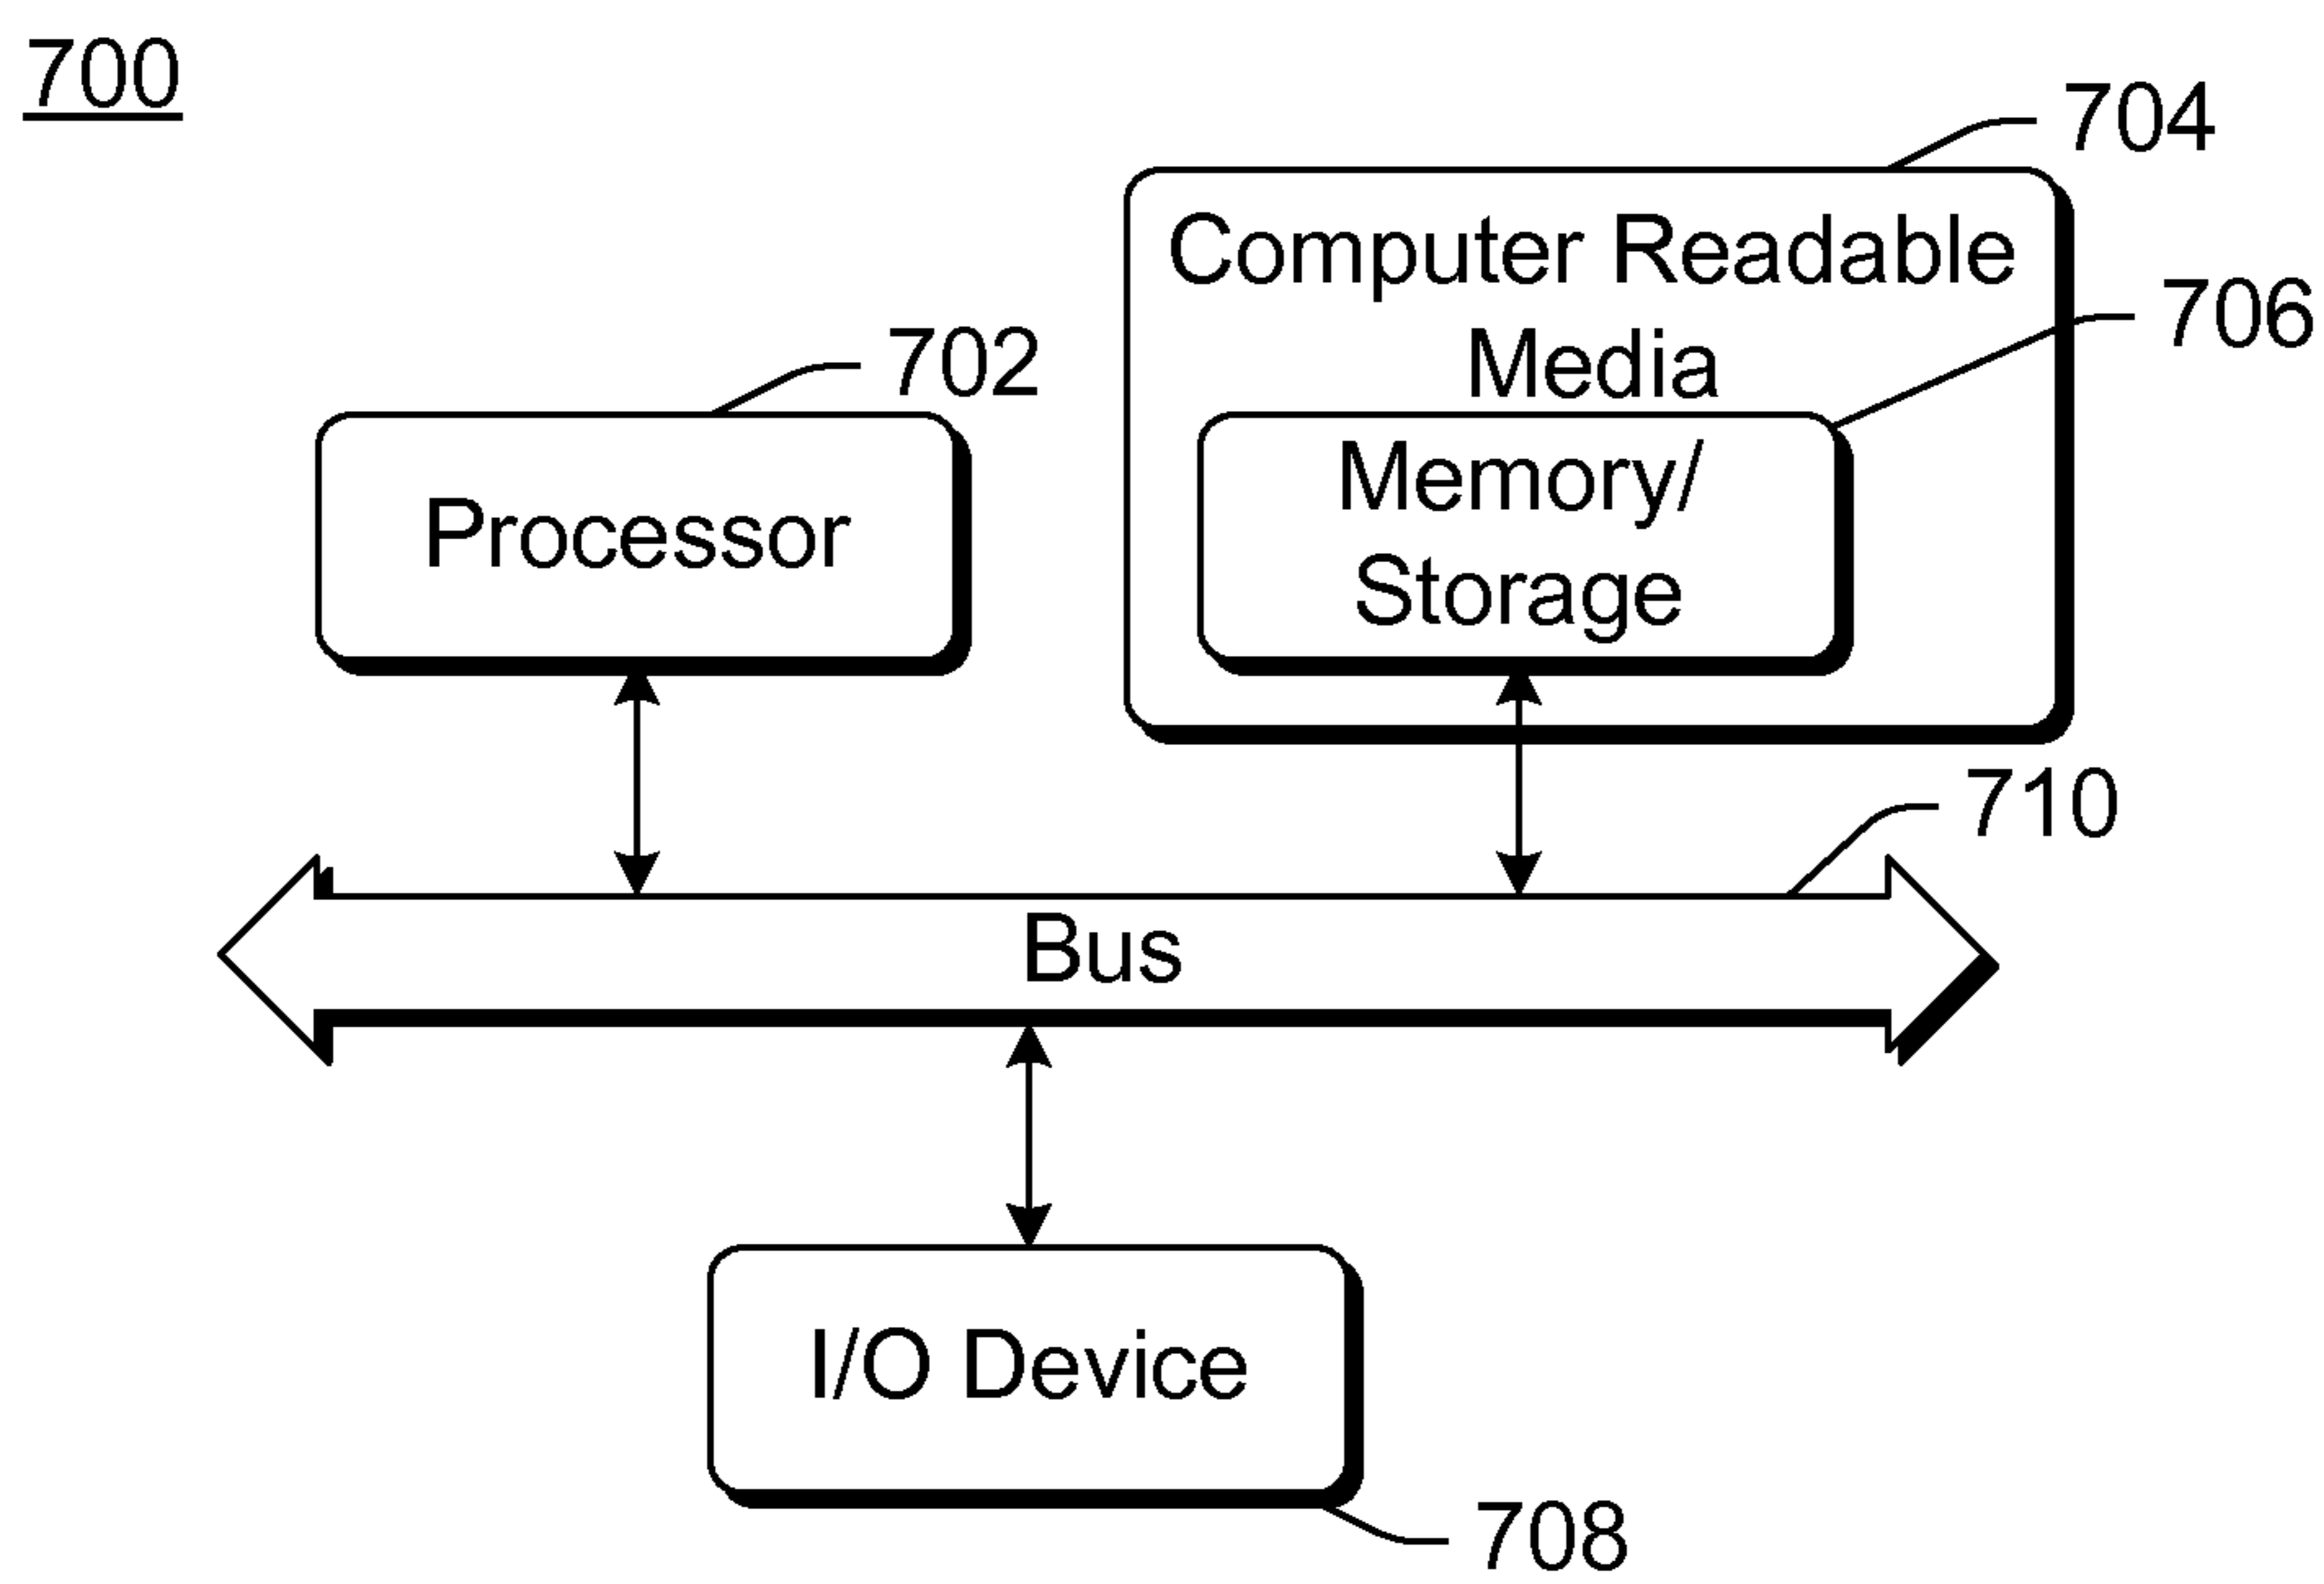 700
704
Computer Readable
Media
706
702
Processor
Memory/
Storage
710
Bus
I/O Device
708